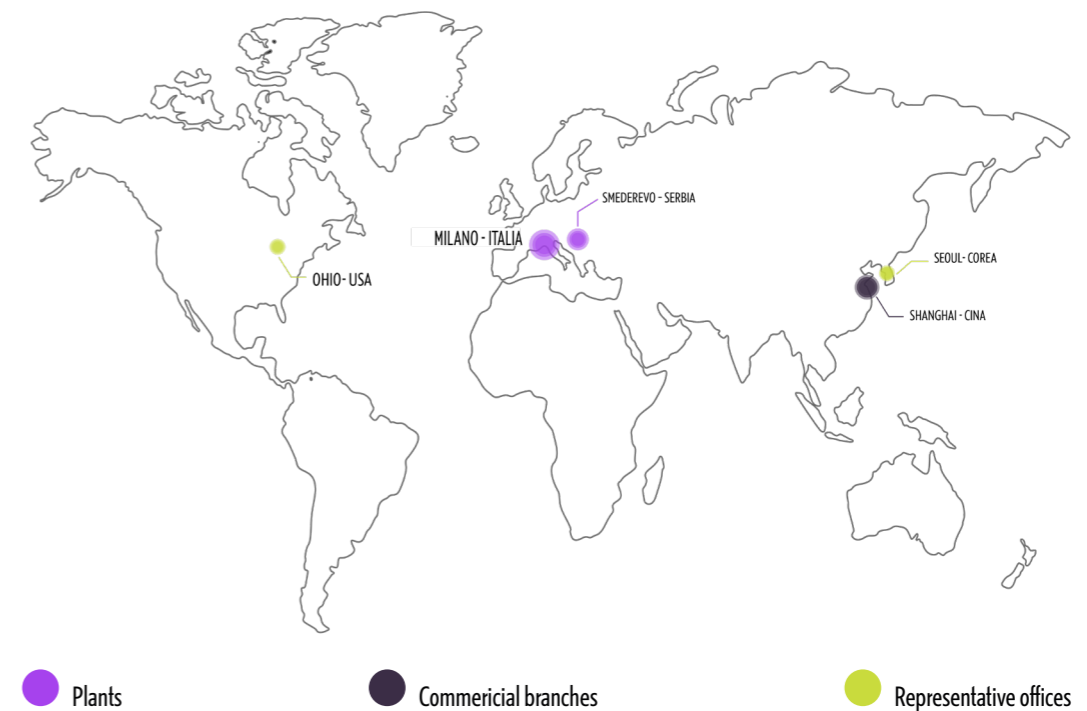 SMEDEREVO - SERBIA
MILANO - ITALIA
SEOUL- COREA
OHIO- USA
SHANGHAI - CINA
Plants
Commericial branches
Representative offices